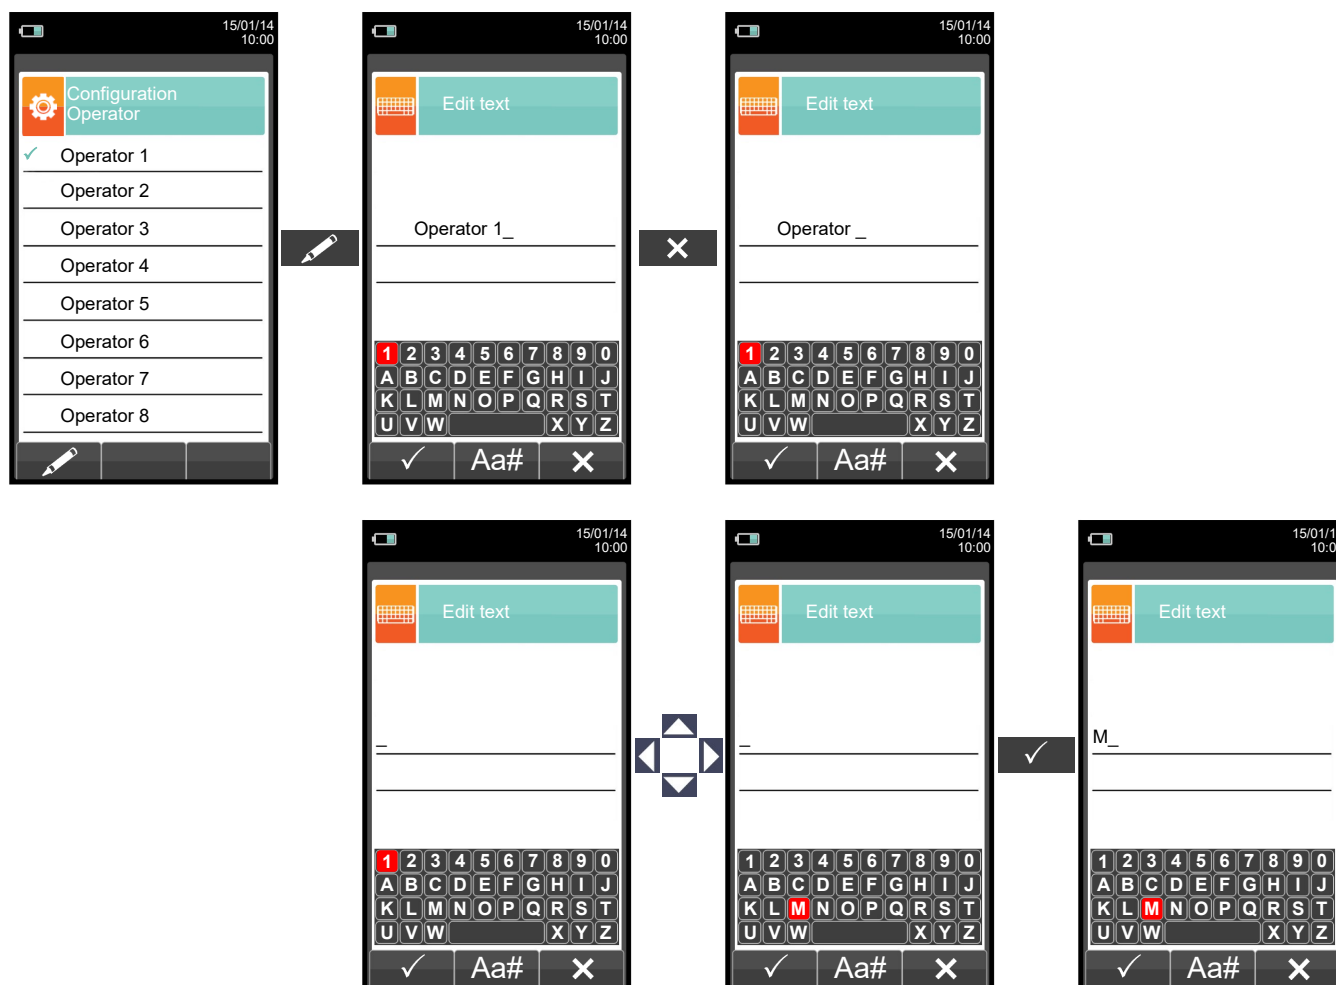 15/01/14
10:00
Configuration
Operator
✓ Operator 1
Operator 2
Operator 3
Operator 4
Operator 5
Operator 6
Operator 7
Operator 8
15/01/14
10:00
Edit text
Operator 1_
1 2 3 4 5 6 7 8 9 0
A B C D E F G H I J
K L M N O P Q R S T
U V W X Y Z
✓ Aa# ✕
✕
15/01/14
10:00
Edit text
Operator _
1 2 3 4 5 6 7 8 9 0
A B C D E F G H I J
K L M N O P Q R S T
U V W X Y Z
✓ Aa# ✕
15/01/14
10:00
Edit text
_
1 2 3 4 5 6 7 8 9 0
A B C D E F G H I J
K L M N O P Q R S T
U V W X Y Z
✓ Aa# ✕
15/01/14
10:00
Edit text
_
1 2 3 4 5 6 7 8 9 0
A B C D E F G H I J
K L M N O P Q R S T
U V W X Y Z
✓ Aa# ✕
✓
15/01/1
10:0
Edit text
M_
1 2 3 4 5 6 7 8 9 0
A B C D E F G H I J
K L M N O P Q R S T
U V W X Y Z
✓ Aa# ✕